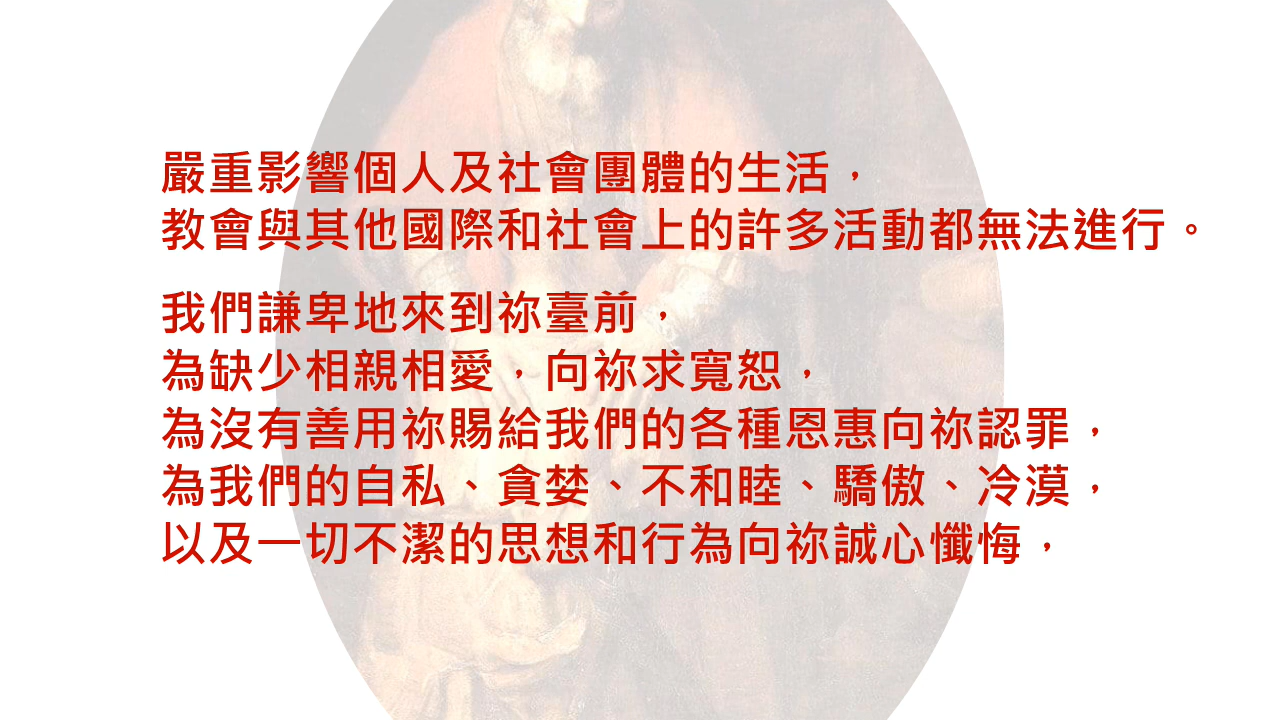 嚴重影響個人及社會團體的生活，
教會與其他國際和社會上的許多活動都無法進行。
我們謙卑地來到祢臺前，
為缺少相親相愛，向祢求寬恕，
為沒有善用祢賜給我們的各種恩惠向祢認罪，
為我們的自私、貪婪、不和睦、驕傲、冷漠，
以及一切不潔的思想和行為向祢誠心懺悔，